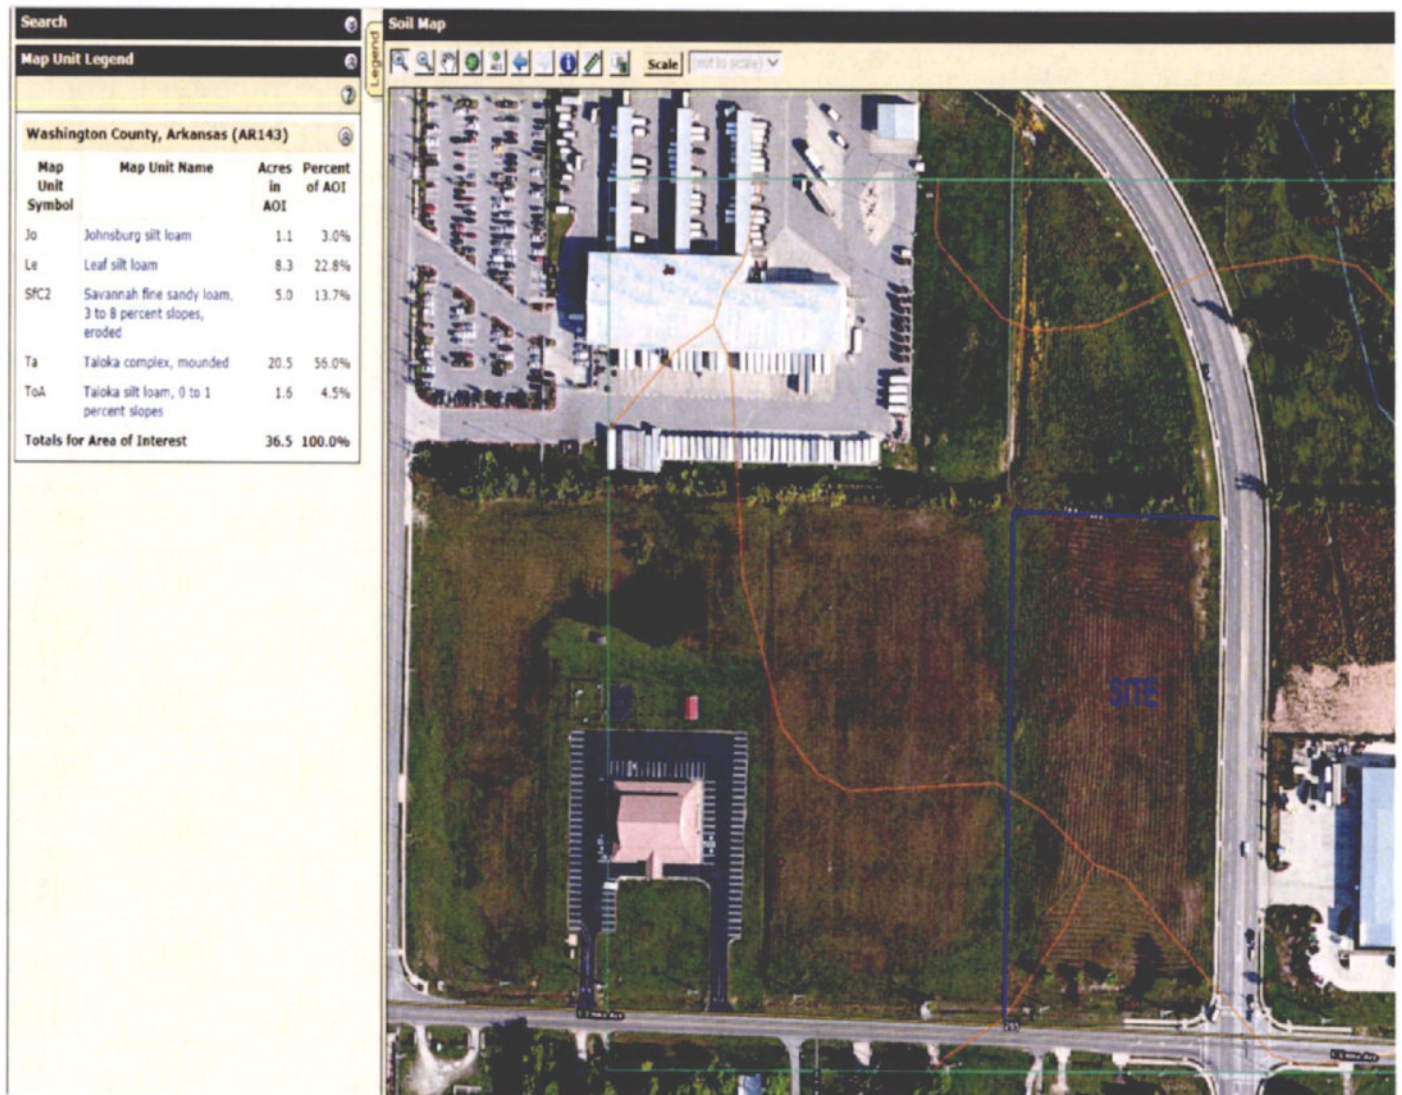 Search
Map Unit Legend
Washington County, Arkansas (AR143)
Map Unit Symbol Map Unit Name Acres in AOI Percent of AOI
Jo Johnsburg silt loam 1.1 3.0%
Le Leaf silt loam 8.3 22.8%
SfC2 Savannah fine sandy loam, 5.0 13.7%
3 to 8 percent slopes,
eroded
Ta Taloka complex, mounded 20.5 56.0%
ToA Taloka silt loam, 0 to 1 1.6 4.5%
percent slopes
Totals for Area of Interest 36.5 100.0%
Legend
Soil Map
Scale (not to scale)
SITE
265